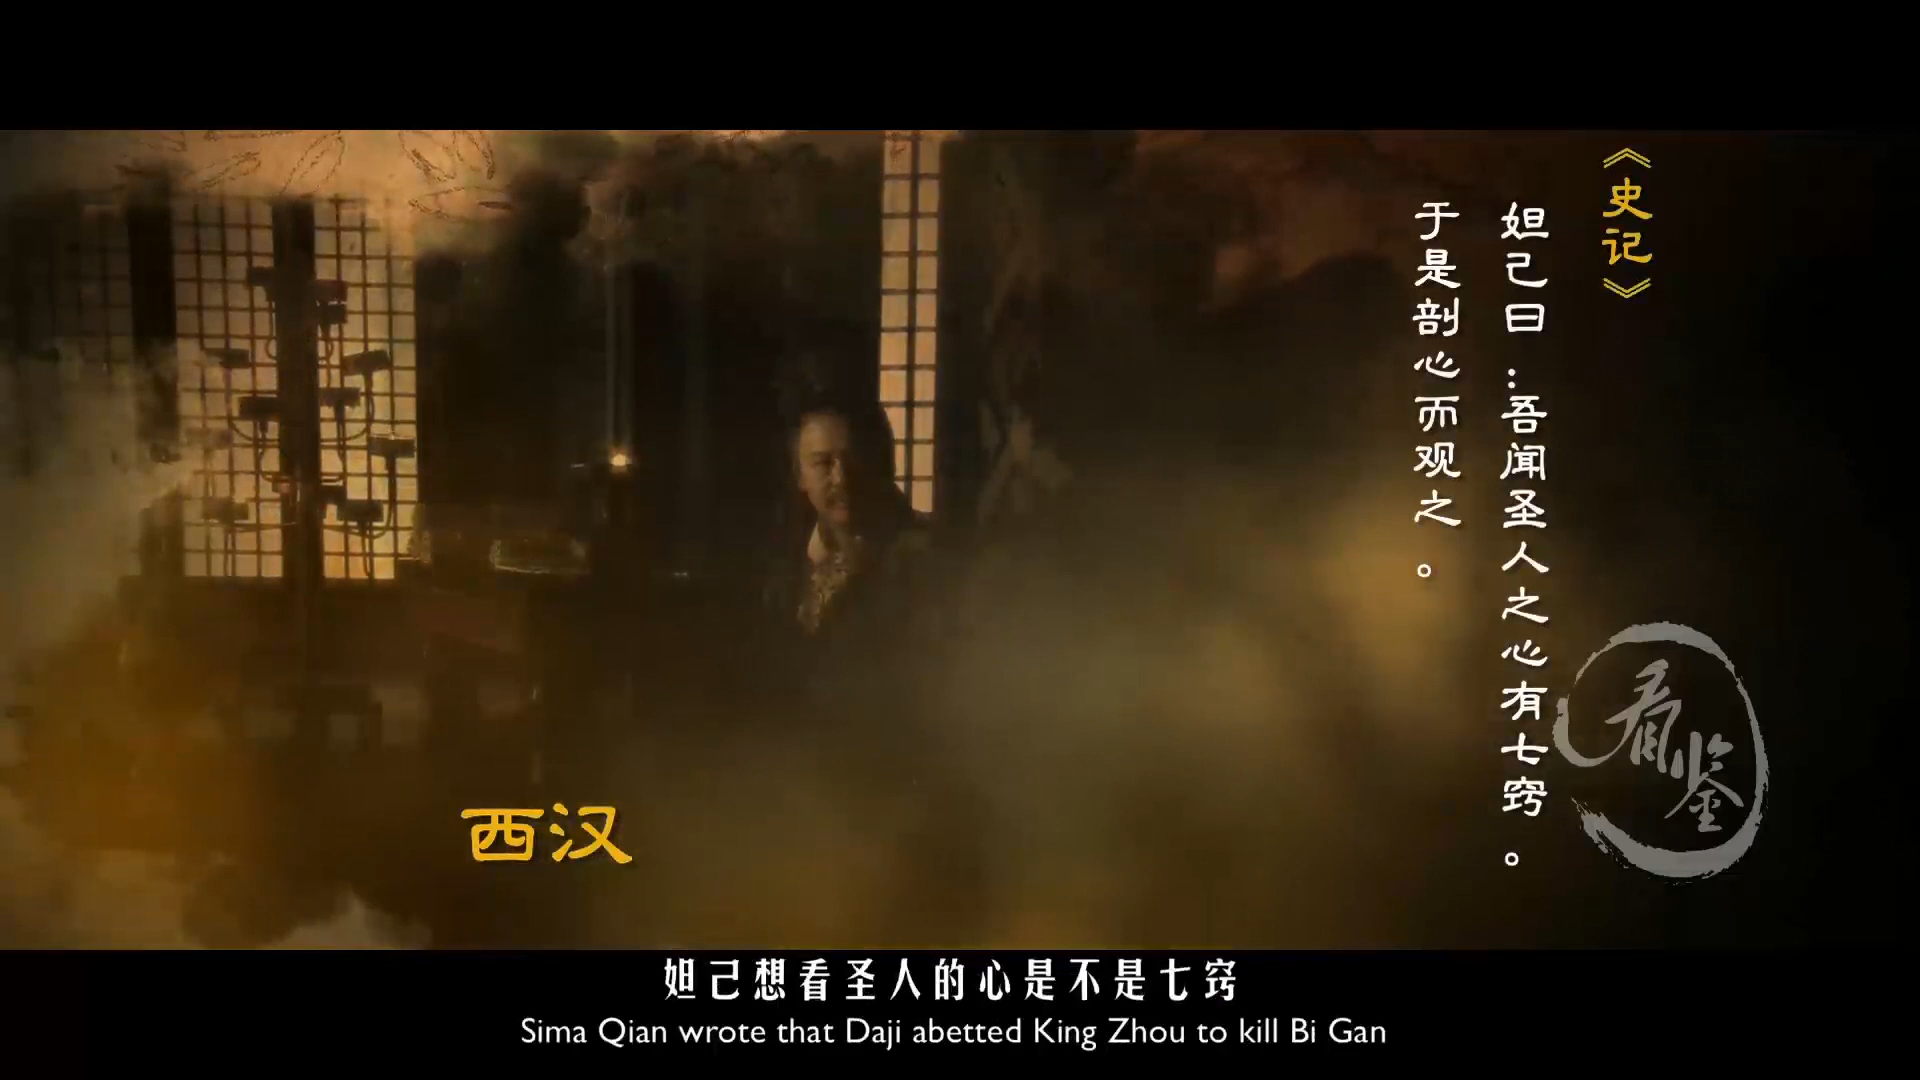 《史记》
妲己曰:吾闻圣人之心有七窍。
于是剖心而观之。
看鉴
西汉
妲己想看圣人的心是不是七窍
Sima Qian wrote that Daji abetted King Zhou to kill Bi Gan